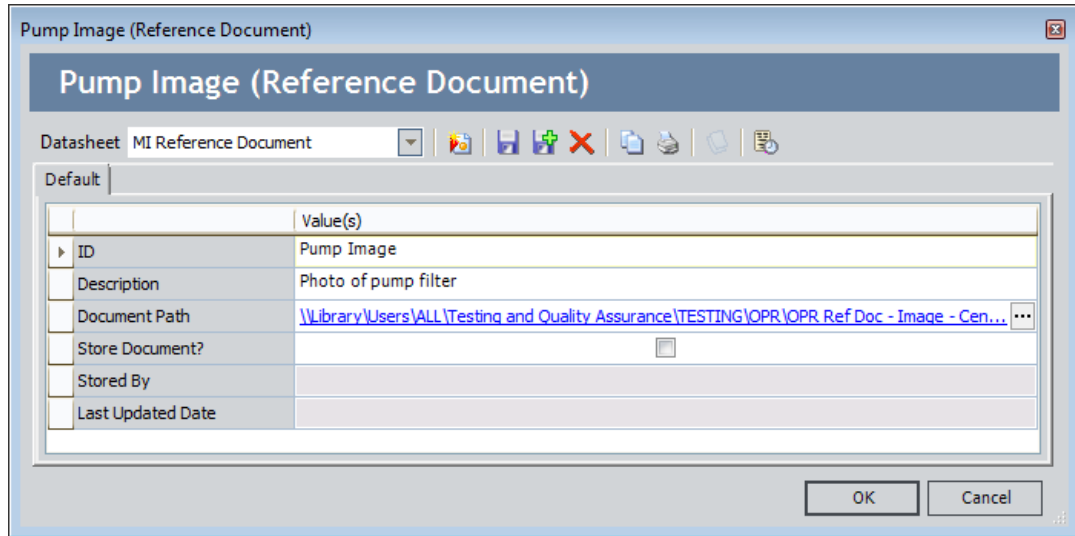 Pump Image (Reference Document)
Pump Image (Reference Document)
Datasheet MI Reference Document
Default
Value(s)
ID Pump Image
Description Photo of pump filter
Document Path \\Library\Users\ALL\Testing and Quality Assurance\TESTING\OPR\OPR Ref Doc - Image - Cen... ...
Store Document?
Stored By
Last Updated Date
OK Cancel